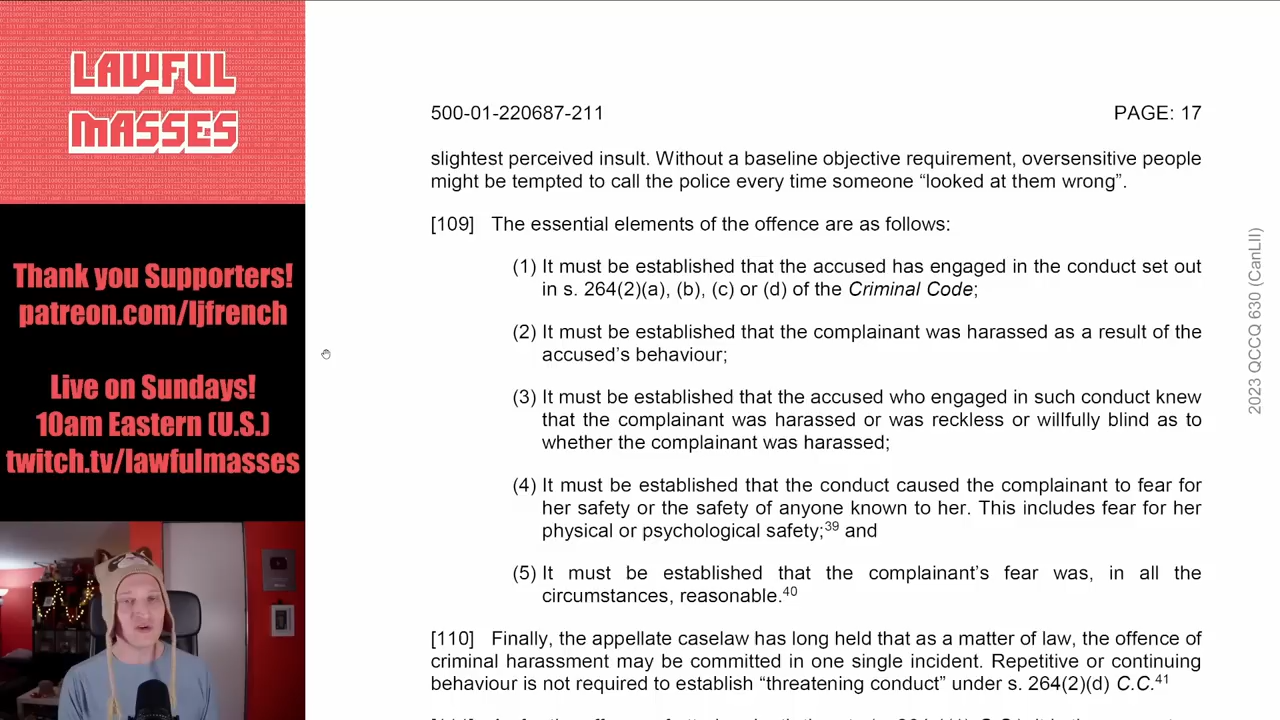 LAWFUL
MASSES
Thank you Supporters!
patreon.com/ljfrench
Live on Sundays!
10am Eastern (U.S.)
twitch.tv/lawfulmasses
500-01-220687-211 PAGE: 17
slightest perceived insult. Without a baseline objective requirement, oversensitive people
might be tempted to call the police every time someone “looked at them wrong”.
[109] The essential elements of the offence are as follows:
(1) It must be established that the accused has engaged in the conduct set out
in s. 264(2)(a), (b), (c) or (d) of the Criminal Code;
(2) It must be established that the complainant was harassed as a result of the
accused’s behaviour;
(3) It must be established that the accused who engaged in such conduct knew
that the complainant was harassed or was reckless or willfully blind as to
whether the complainant was harassed;
(4) It must be established that the conduct caused the complainant to fear for
her safety or the safety of anyone known to her. This includes fear for her
physical or psychological safety;39 and
(5) It must be established that the complainant’s fear was, in all the
circumstances, reasonable.40
[110] Finally, the appellate caselaw has long held that as a matter of law, the offence of
criminal harassment may be committed in one single incident. Repetitive or continuing
behaviour is not required to establish “threatening conduct” under s. 264(2)(d) C.C.41
2023 QCCQ 630 (CanLII)